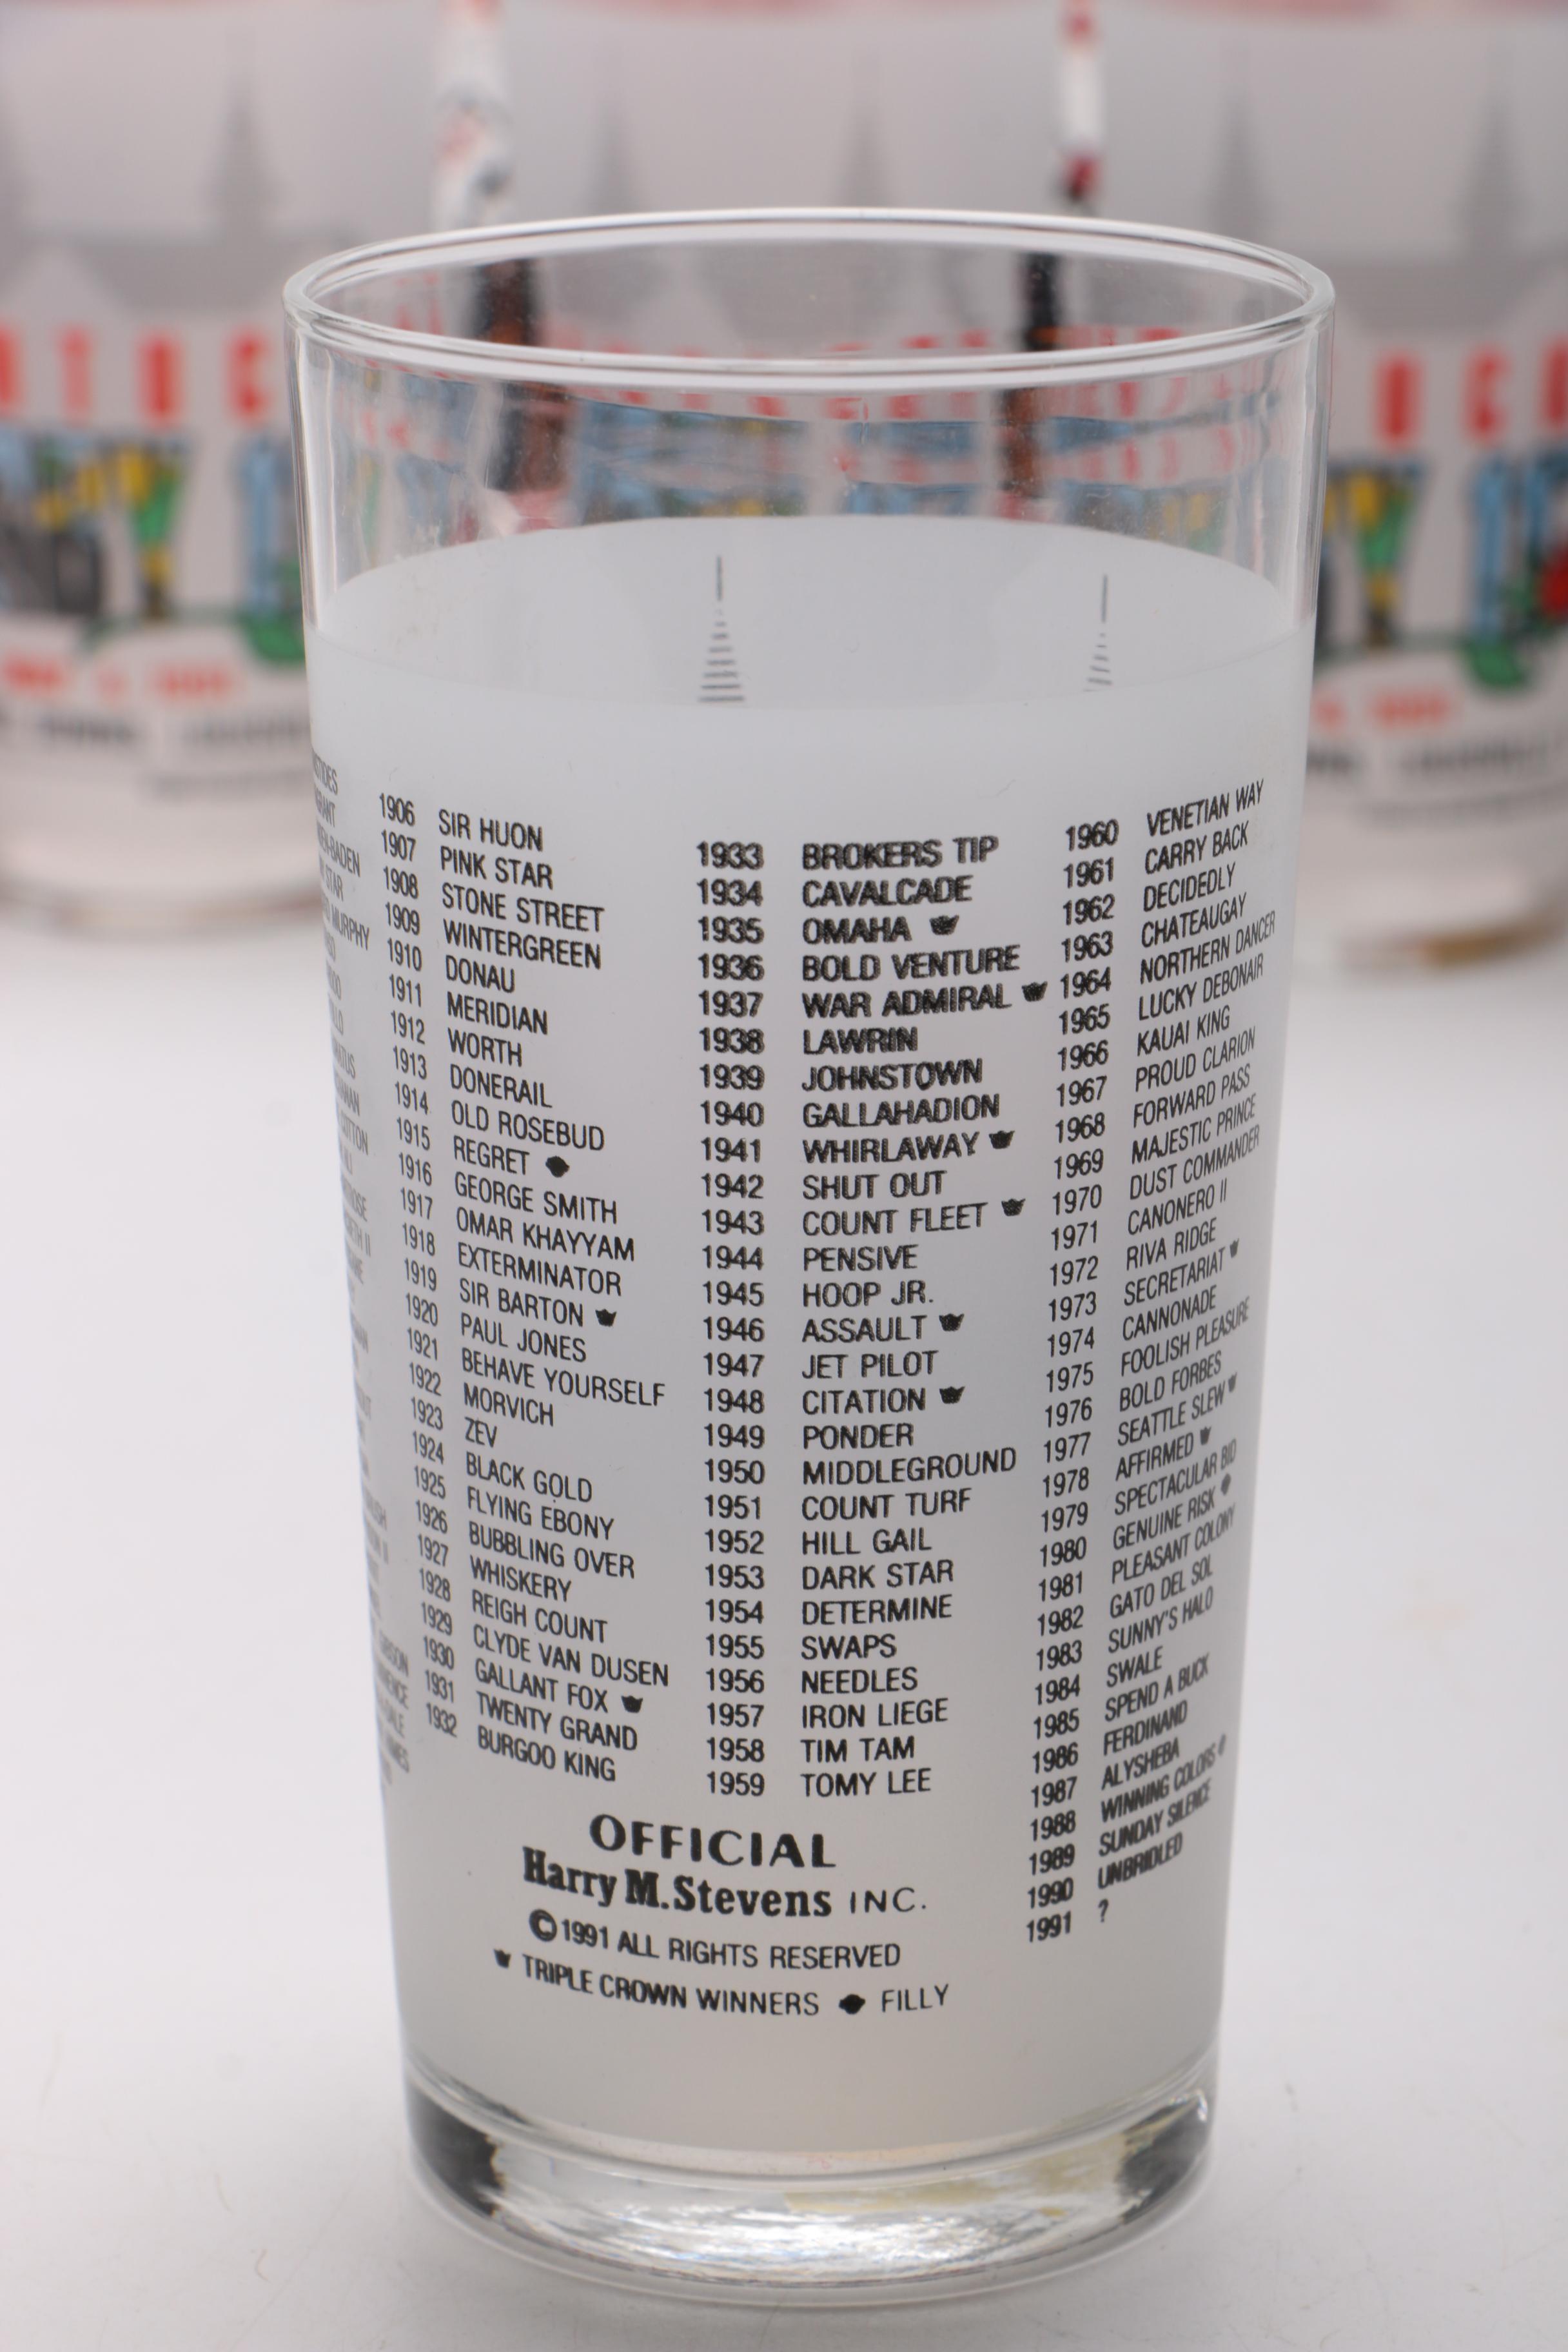 1906 SIR HUON
1907 PINK STAR
1908 STONE STREET
1909 WINTERGREEN
1910 DONAU
1911 MERIDIAN
1912 WORTH
1913 DONERAIL
1914 OLD ROSEBUD
1915 REGRET
1916 GEORGE SMITH
1917 OMAR KHAYYAM
1918 EXTERMINATOR
1919 SIR BARTON
1920 PAUL JONES
1921 BEHAVE YOURSELF
1922 MORVICH
1923 ZEV
1924 BLACK GOLD
1925 FLYING EBONY
1926 BUBBLING OVER
1927 WHISKERY
1928 REIGH COUNT
1929 CLYDE VAN DUSEN
1930 GALLANT FOX
1931 TWENTY GRAND
1932 BURGOO KING
1933 BROKERS TIP
1934 CAVALCADE
1935 OMAHA
1936 BOLD VENTURE
1937 WAR ADMIRAL
1938 LAWRIN
1939 JOHNSTOWN
1940 GALLAHADION
1941 WHIRLAWAY
1942 SHUT OUT
1943 COUNT FLEET
1944 PENSIVE
1945 HOOP JR.
1946 ASSAULT
1947 JET PILOT
1948 CITATION
1949 PONDER
1950 MIDDLEGROUND
1951 COUNT TURF
1952 HILL GAIL
1953 DARK STAR
1954 DETERMINE
1955 SWAPS
1956 NEEDLES
1957 IRON LIEGE
1958 TIM TAM
1959 TOMY LEE
1960 VENETIAN WAY
1961 CARRY BACK
1962 DECIDEDLY
1963 CHATEAUGAY
1964 NORTHERN DANCER
1965 LUCKY DEBONAIR
1966 KAUAI KING
1967 PROUD CLARION
1968 FORWARD PASS
1969 MAJESTIC PRINCE
1970 DUST COMMANDER
1971 CANONERO II
1972 RIVA RIDGE
1973 SECRETARIAT
1974 CANNONADE
1975 FOOLISH PLEASURE
1976 BOLD FORBES
1977 SEATTLE SLEW
1978 AFFIRMED
1979 SPECTACULAR BID
1980 GENUINE RISK
1981 PLEASANT COLONY
1982 GATO DEL SOL
1983 SUNNY'S HALO
1984 SWALE
1985 SPEND A BUCK
1986 FERDINAND
1987 ALYSHEBA
1988 WINNING COLORS
1989 SUNDAY SILENCE
1990 UNBRIDLED
1991 ?
OFFICIAL
Harry M. Stevens INC.
©1991 ALL RIGHTS RESERVED
TRIPLE CROWN WINNERS FILLY